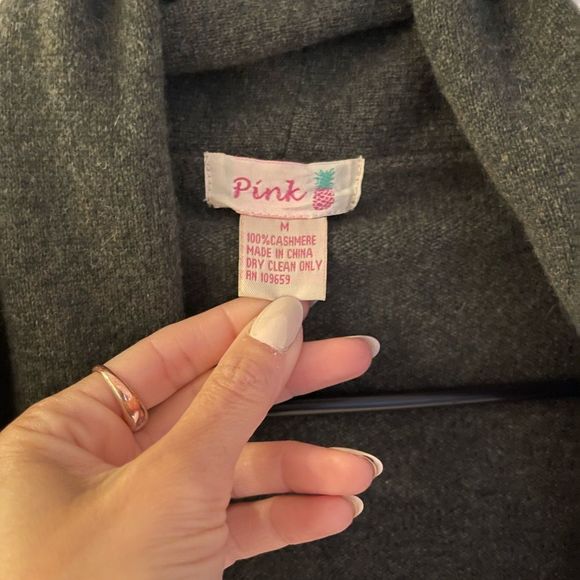 Pink
M
100%CASHMERE
MADE IN CHINA
DRY CLEAN ONLY
RN 109659